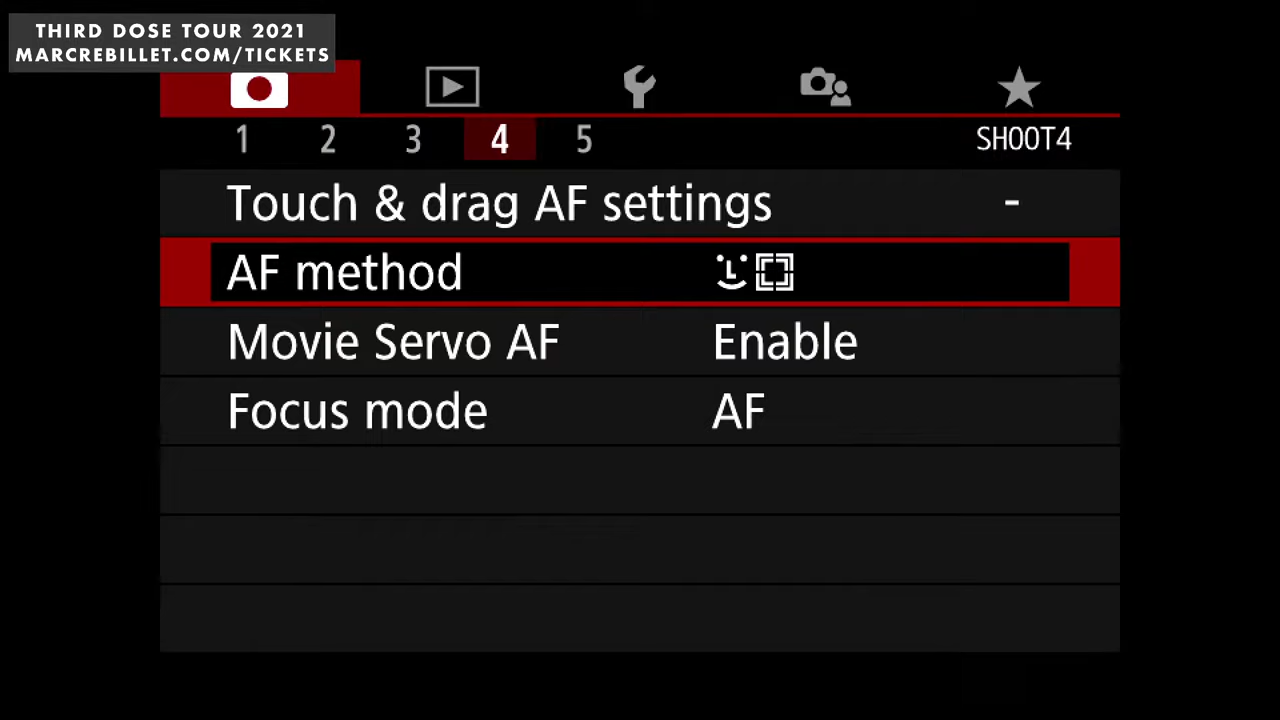 THIRD DOSE TOUR 2021
MARCREBILLET.COM/TICKETS
1 2 3 4 5 SHOOT4
Touch & drag AF settings -
AF method
Movie Servo AF Enable
Focus mode AF